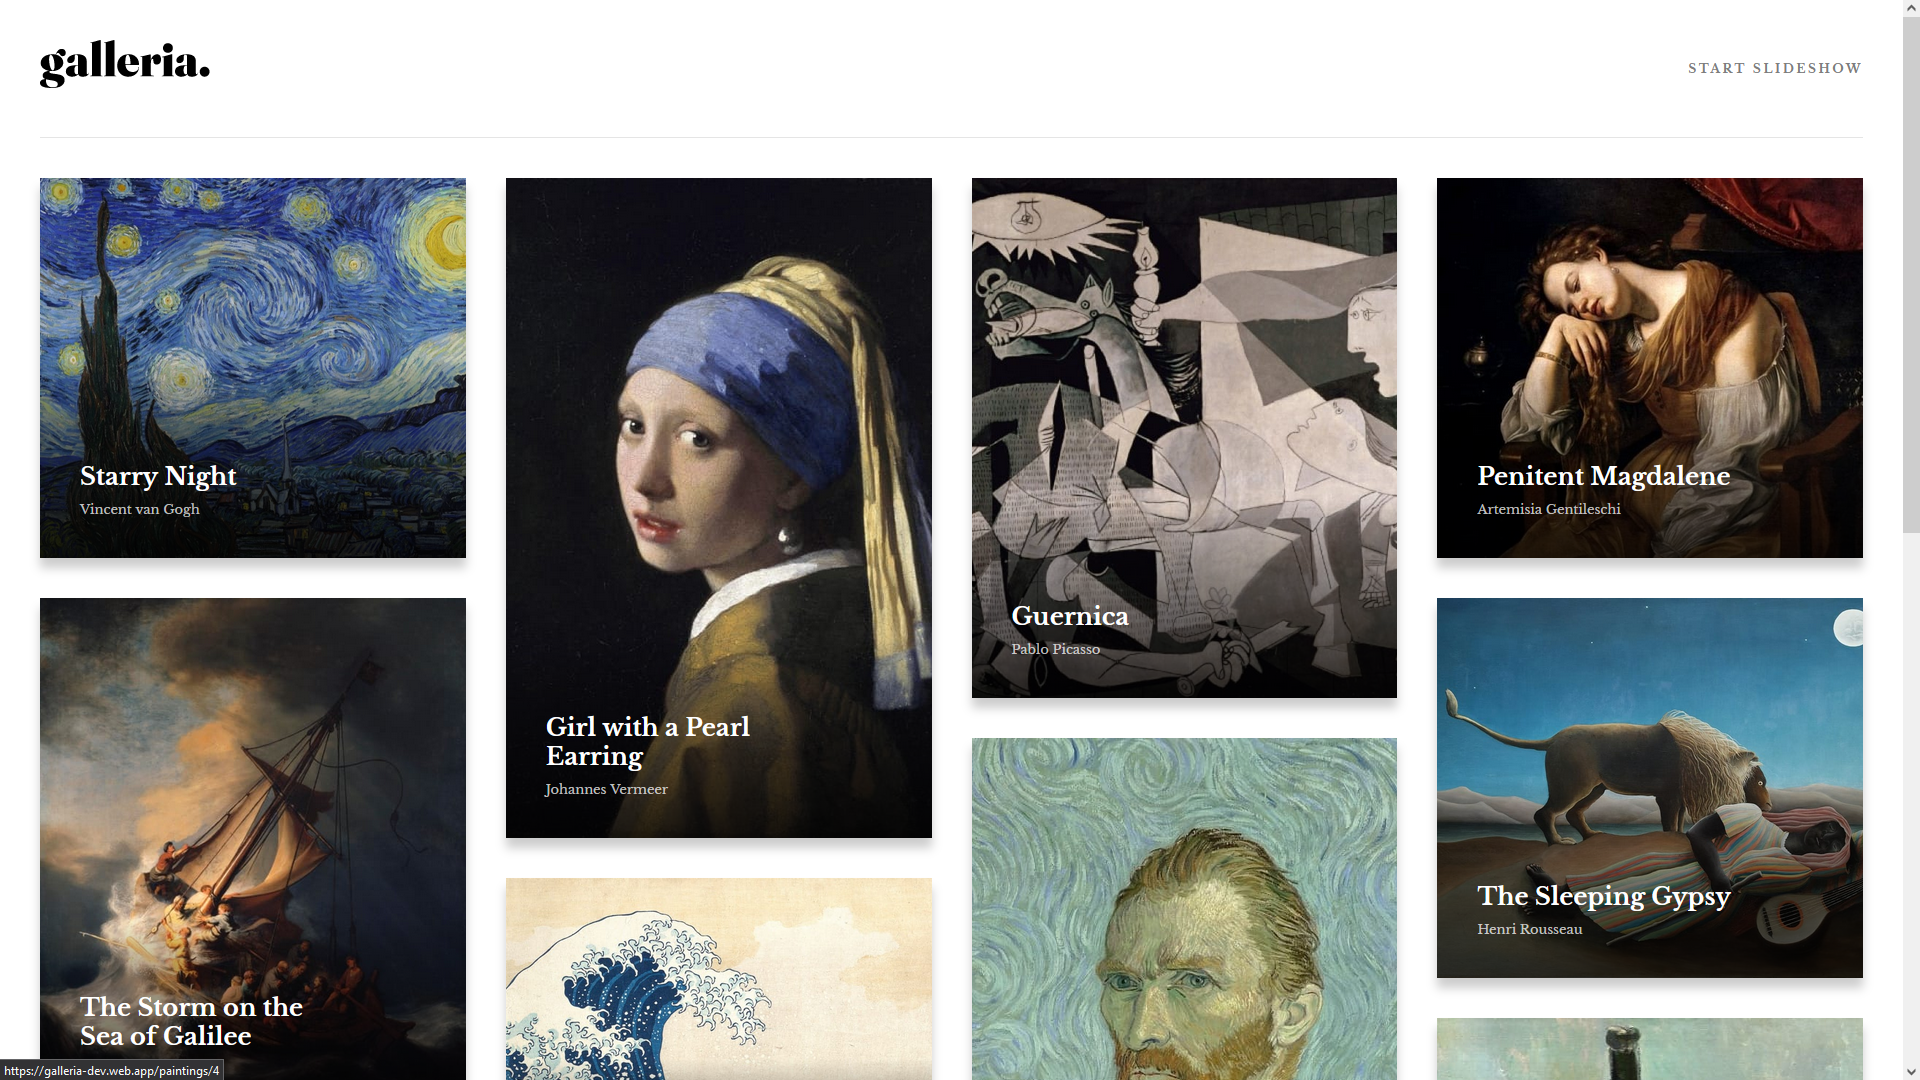 galleria.
START SLIDESHOW
Starry Night
Vincent van Gogh
Girl with a Pearl
Earring
Johannes Vermeer
Guernica
Pablo Picasso
Penitent Magdalene
Artemisia Gentileschi
The Storm on the
Sea of Galilee
The Sleeping Gypsy
Henri Rousseau
https://galleria-dev.web.app/paintings/4